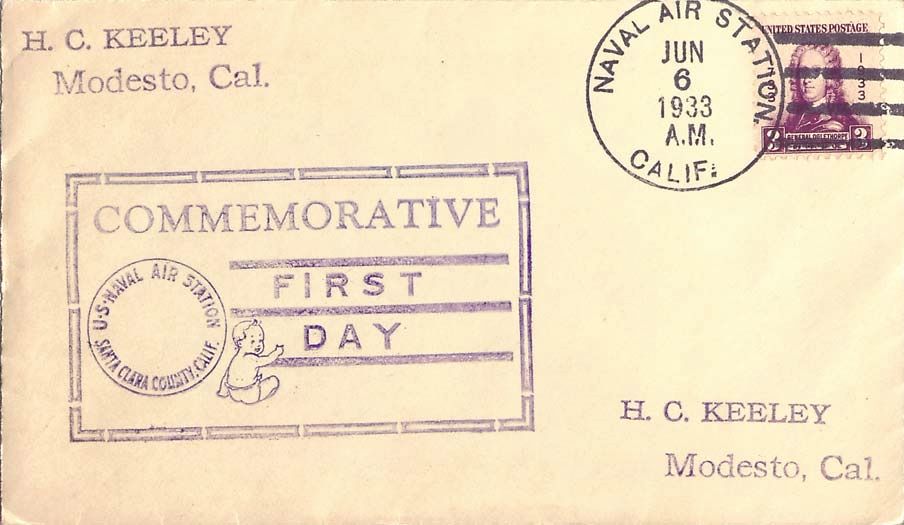 H. C. KEELEY
Modesto, Cal.
NAVAL AIR STATION,
JUN
6
1933
A.M.
CALIF.
UNITED STATES POSTAGE
1733
1933
3 GENERAL OGLETHORPE 3
COMMEMORATIVE
U.S. NAVAL AIR STATION
SANTA CLARA COUNTY, CALIF.
FIRST
DAY
H. C. KEELEY
Modesto, Cal.